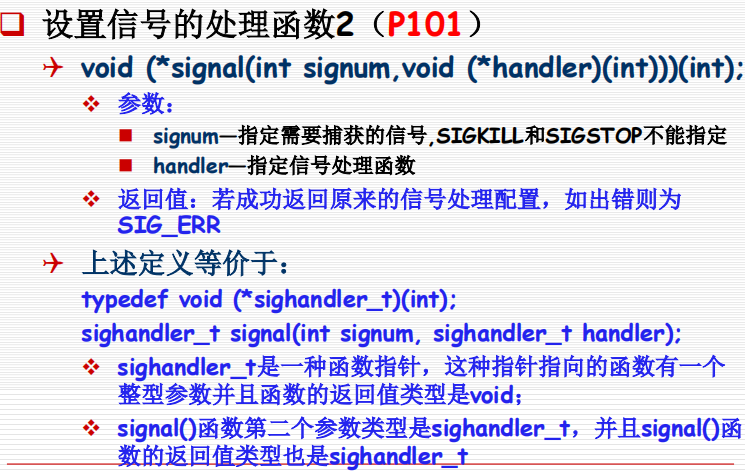 设置信号的处理函数2（P101）
void (*signal(int signum,void (*handler)(int)))(int);
参数：
signum—指定需要捕获的信号,SIGKILL和SIGSTOP不能指定
handler—指定信号处理函数
返回值：若成功返回原来的信号处理配置，如出错则为
SIG_ERR
上述定义等价于：
typedef void (*sighandler_t)(int);
sighandler_t signal(int signum, sighandler_t handler);
sighandler_t是一种函数指针，这种指针指向的函数有一个
整型参数并且函数的返回值类型是void；
signal()函数第二个参数类型是sighandler_t，并且signal()函
数的返回值类型也是sighandler_t